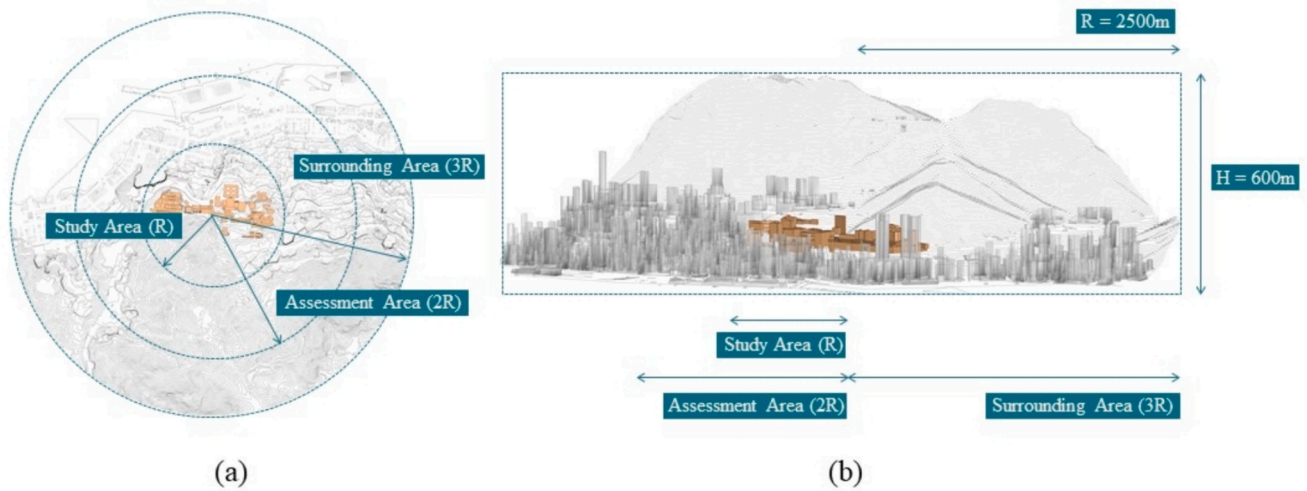 Surrounding Area (3R)
Study Area (R)
Assessment Area (2R)
(a)
R = 2500m
H = 600m
Study Area (R)
Assessment Area (2R)
Surrounding Area (3R)
(b)